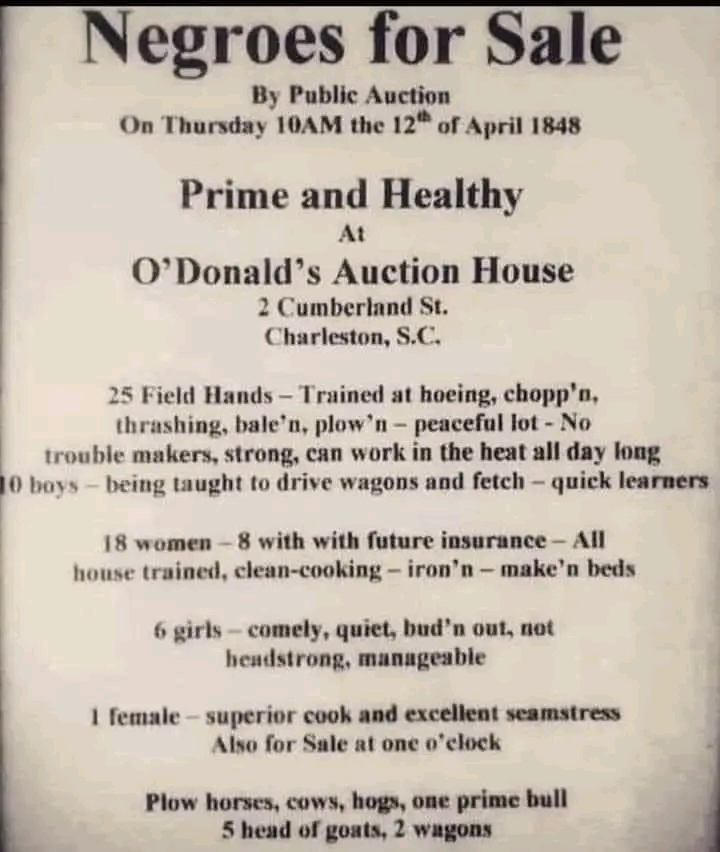 Negroes for Sale
By Public Auction
On Thursday 10AM the 12th of April 1848
Prime and Healthy
At
O'Donald's Auction House
2 Cumberland St.
Charleston, S.C.
25 Field Hands – Trained at hoeing, chopp'n,
thrashing, bale'n, plow'n – peaceful lot - No
trouble makers, strong, can work in the heat all day long
10 boys – being taught to drive wagons and fetch – quick learners
18 women – 8 with with future insurance – All
house trained, clean-cooking – iron'n – make'n beds
6 girls – comely, quiet, bud'n out, not
headstrong, manageable
1 female – superior cook and excellent seamstress
Also for Sale at one o'clock
Plow horses, cows, hogs, one prime bull
5 head of goats, 2 wagons